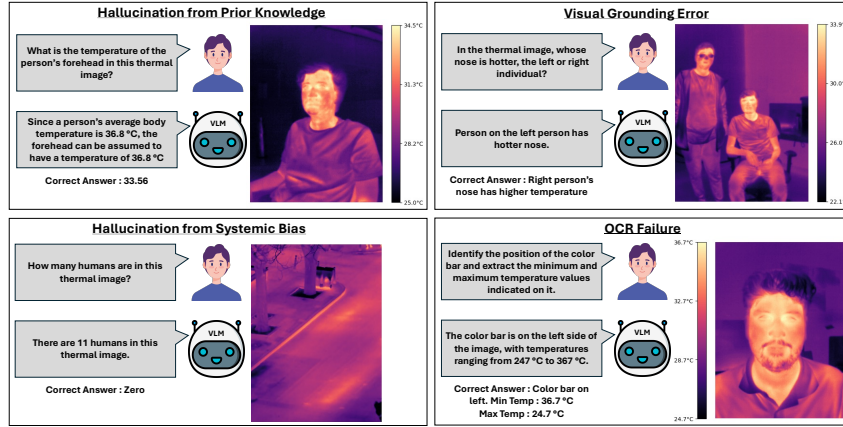 Hallucination from Prior Knowledge
What is the temperature of the
person's forehead in this thermal
image?
VLM
Since a person's average body
temperature is 36.8 °C, the
forehead can be assumed to
have a temperature of 36.8 °C
Correct Answer : 33.56
34.5°C
31.3°C
28.2°C
25.0°C
Visual Grounding Error
In the thermal image, whose
nose is hotter, the left or right
individual?
VLM
Person on the left person has
hotter nose.
Correct Answer : Right person's
nose has higher temperature
33.9°
30.0°
26.0
22.1°
Hallucination from Systemic Bias
How many humans are in this
thermal image?
VLM
There are 11 humans in this
thermal image.
Correct Answer : Zero
OCR Failure
Identify the position of the color
bar and extract the minimum and
maximum temperature values
indicated on it.
VLM
The color bar is on the left side of
the image, with temperatures
ranging from 247 °C to 367 °C.
Correct Answer : Color bar on
left. Min Temp : 36.7 °C
Max Temp : 24.7 °C
36.7°C
32.7°C
28.7°C
24.7°C